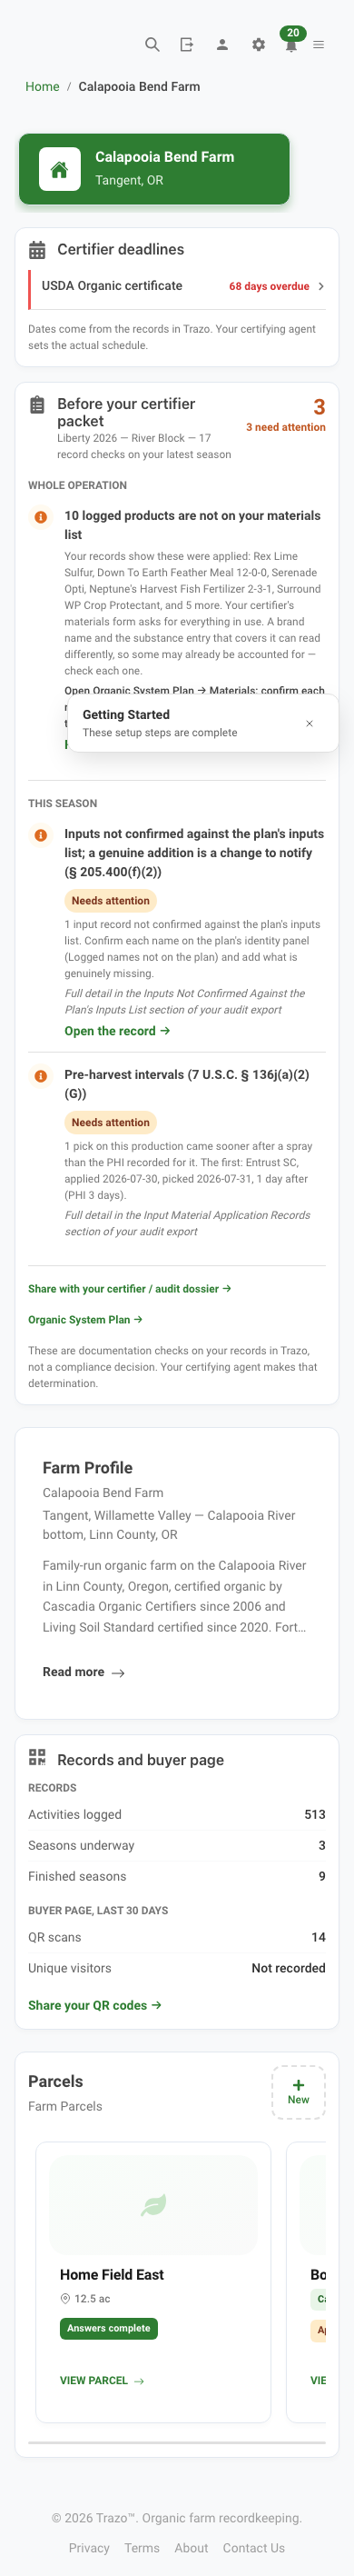 20
Home / Calapooia Bend Farm
Calapooia Bend Farm
Tangent, OR
Certifier deadlines
USDA Organic certificate 68 days overdue
Dates come from the records in Trazo. Your certifying agent
sets the actual schedule.
Before your certifier
packet
3
3 need attention
Liberty 2026 — River Block — 17
record checks on your latest season
WHOLE OPERATION
10 logged products are not on your materials
list
Your records show these were applied: Rex Lime
Sulfur, Down To Earth Feather Meal 12-0-0, Serenade
Opti, Neptune's Harvest Fish Fertilizer 2-3-1, Surround
WP Crop Protectant, and 5 more. Your certifier's
materials form asks for everything in use. A brand
name and the substance entry that covers it can read
differently, so some may already be accounted for —
check each one.
Open Organic System Plan → Materials: confirm each
Getting Started
These setup steps are complete
THIS SEASON
Inputs not confirmed against the plan's inputs
list; a genuine addition is a change to notify
(§ 205.400(f)(2))
Needs attention
1 input record not confirmed against the plan's inputs
list. Confirm each name on the plan's identity panel
(Logged names not on the plan) and add what is
genuinely missing.
Full detail in the Inputs Not Confirmed Against the
Plan's Inputs List section of your audit export
Open the record →
Pre-harvest intervals (7 U.S.C. § 136j(a)(2)
(G))
Needs attention
1 pick on this production came sooner after a spray
than the PHI recorded for it. The first: Entrust SC,
applied 2026-07-30, picked 2026-07-31, 1 day after
(PHI 3 days).
Full detail in the Input Material Application Records
section of your audit export
Share with your certifier / audit dossier →
Organic System Plan →
These are documentation checks on your records in Trazo,
not a compliance decision. Your certifying agent makes that
determination.
Farm Profile
Calapooia Bend Farm
Tangent, Willamette Valley — Calapooia River
bottom, Linn County, OR
Family-run organic farm on the Calapooia River
in Linn County, Oregon, certified organic by
Cascadia Organic Certifiers since 2006 and
Living Soil Standard certified since 2020. Fort…
Read more →
Records and buyer page
RECORDS
Activities logged 513
Seasons underway 3
Finished seasons 9
BUYER PAGE, LAST 30 DAYS
QR scans 14
Unique visitors Not recorded
Share your QR codes →
Parcels
Farm Parcels
New
Home Field East
12.5 ac
Answers complete
VIEW PARCEL →
Bo
Ca
Ap
VIE
© 2026 Trazo™. Organic farm recordkeeping.
Privacy Terms About Contact Us